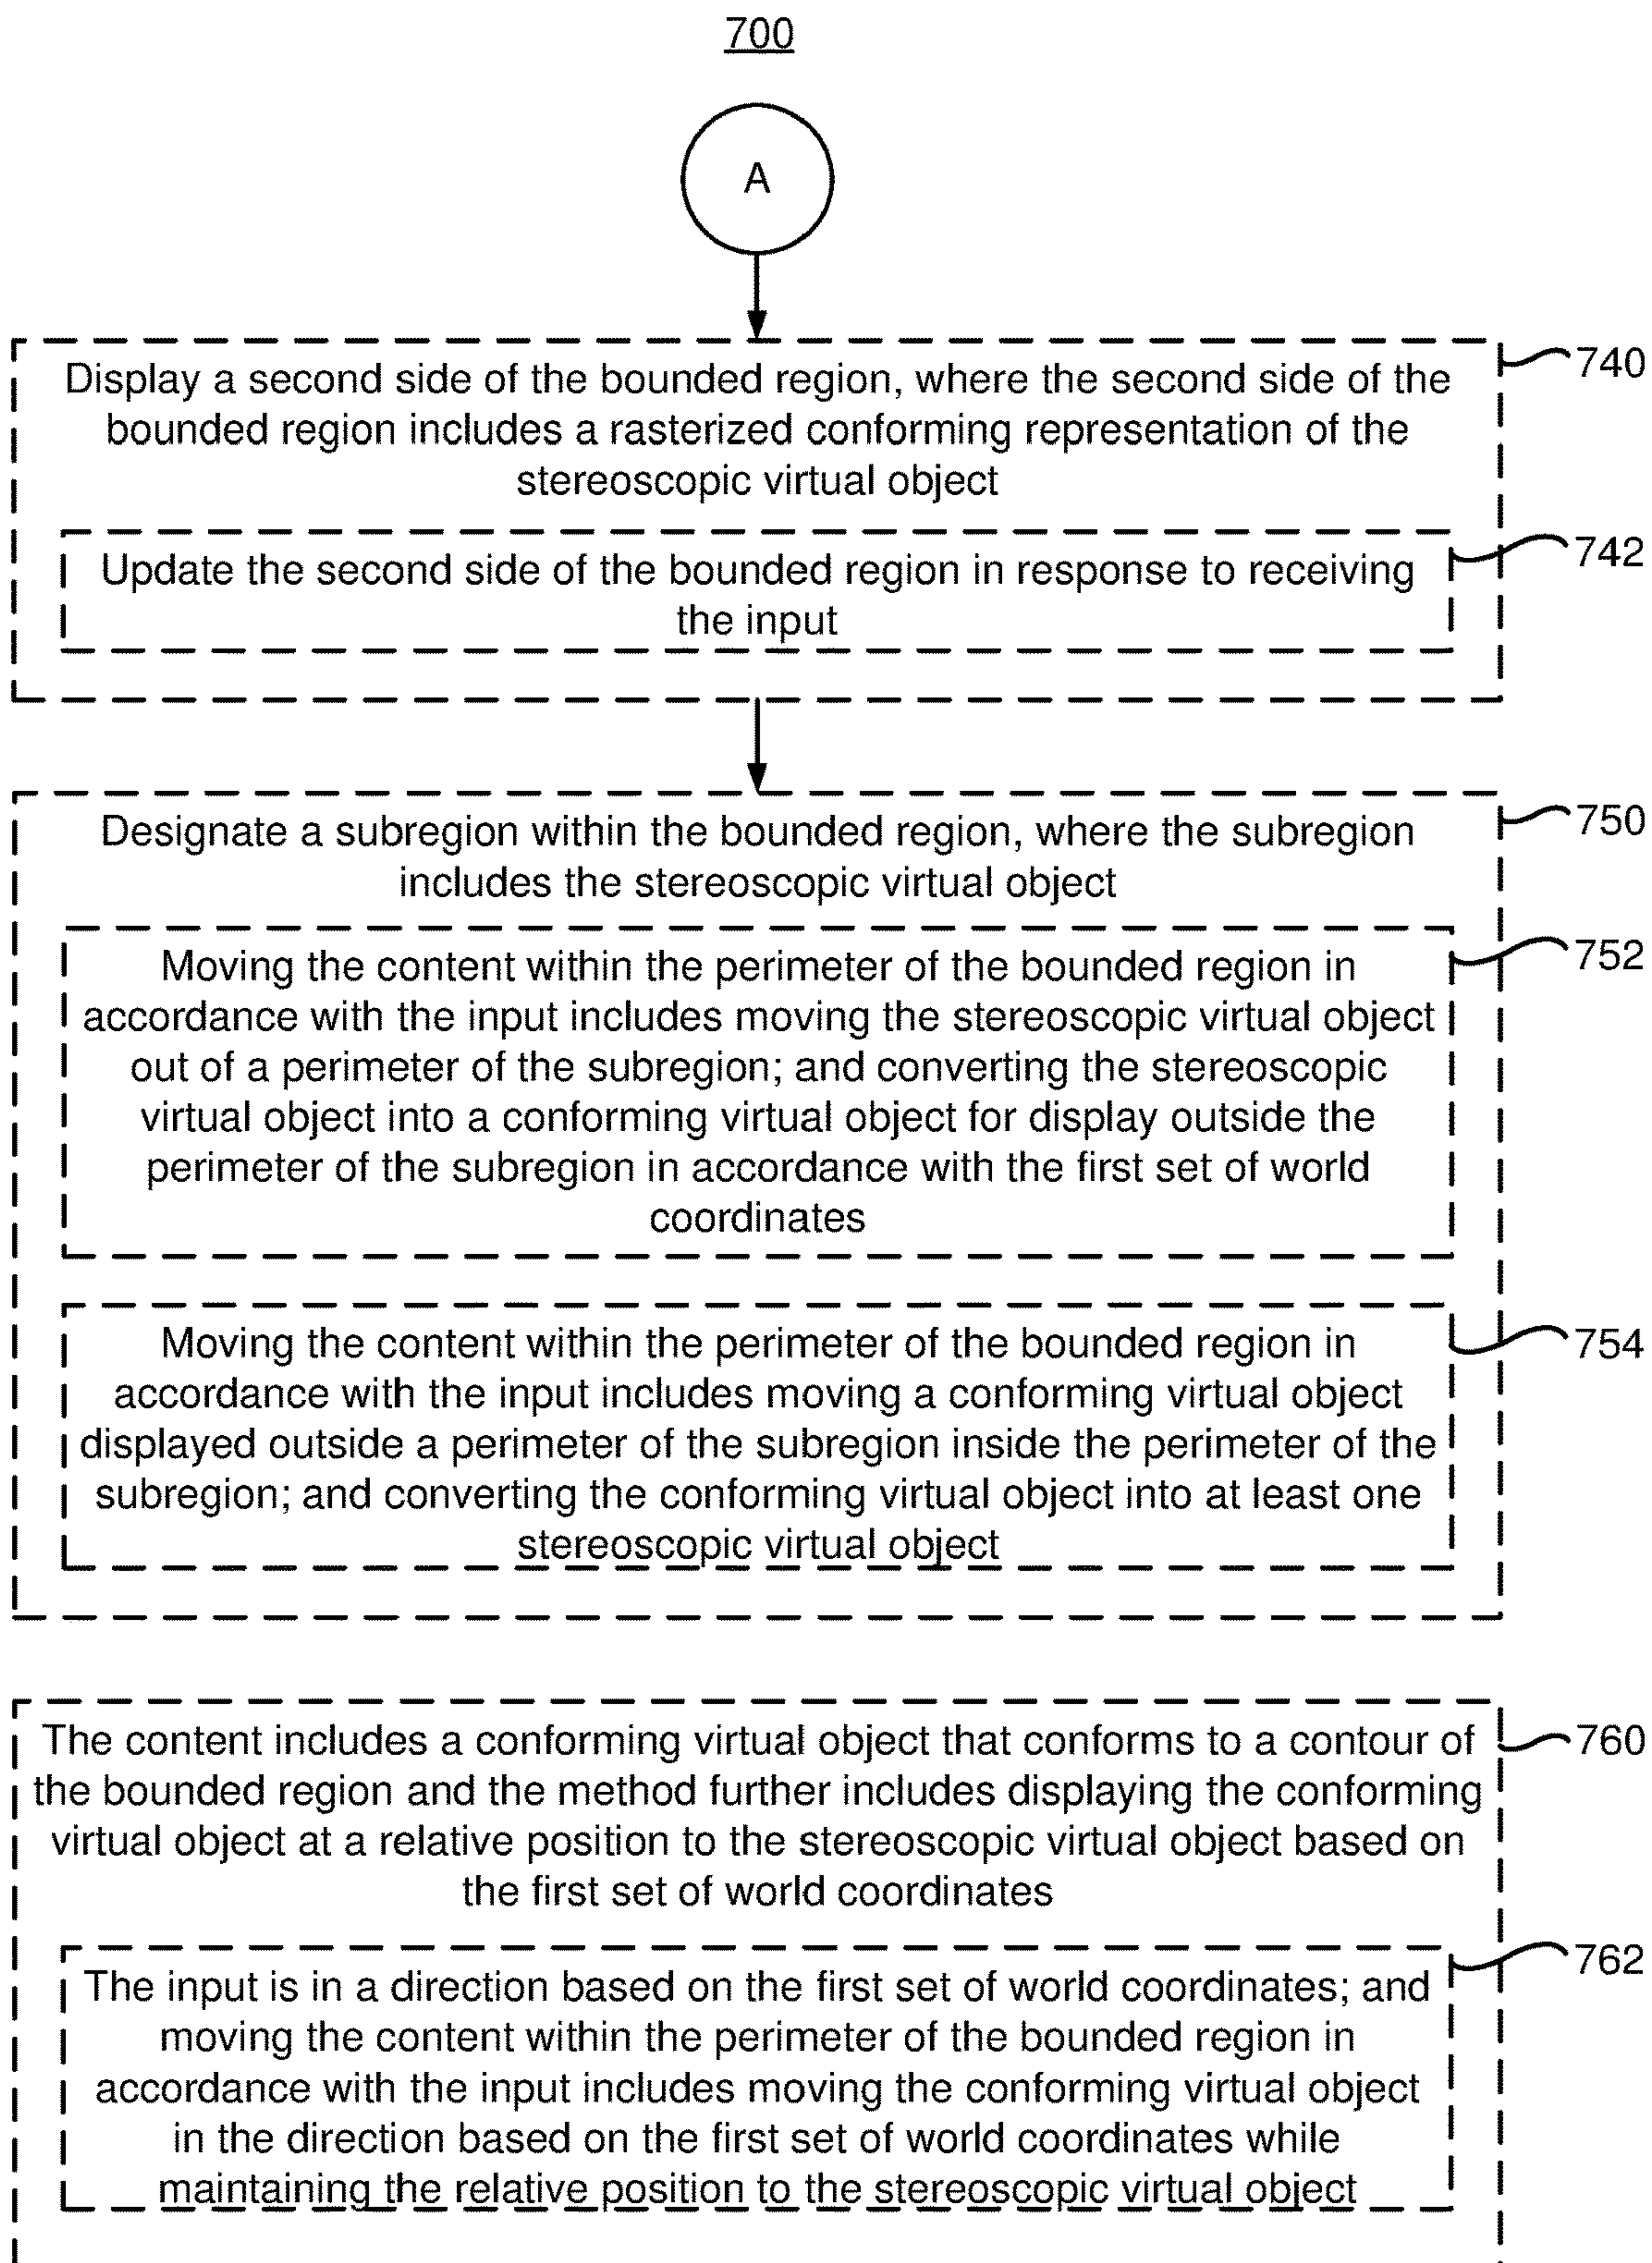 700
A
Display a second side of the bounded region, where the second side of the
bounded region includes a rasterized conforming representation of the
stereoscopic virtual object
740
Update the second side of the bounded region in response to receiving
the input
742
Designate a subregion within the bounded region, where the subregion
includes the stereoscopic virtual object
750
Moving the content within the perimeter of the bounded region in
accordance with the input includes moving the stereoscopic virtual object
out of a perimeter of the subregion; and converting the stereoscopic
virtual object into a conforming virtual object for display outside the
perimeter of the subregion in accordance with the first set of world
coordinates
752
Moving the content within the perimeter of the bounded region in
accordance with the input includes moving a conforming virtual object
displayed outside a perimeter of the subregion inside the perimeter of the
subregion; and converting the conforming virtual object into at least one
stereoscopic virtual object
754
The content includes a conforming virtual object that conforms to a contour of
the bounded region and the method further includes displaying the conforming
virtual object at a relative position to the stereoscopic virtual object based on
the first set of world coordinates
760
The input is in a direction based on the first set of world coordinates; and
moving the content within the perimeter of the bounded region in
accordance with the input includes moving the conforming virtual object
in the direction based on the first set of world coordinates while
maintaining the relative position to the stereoscopic virtual object
762